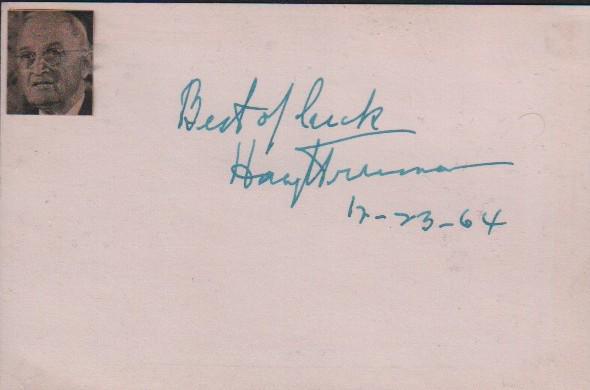 Best of luck
Harry Truman
12-23-64